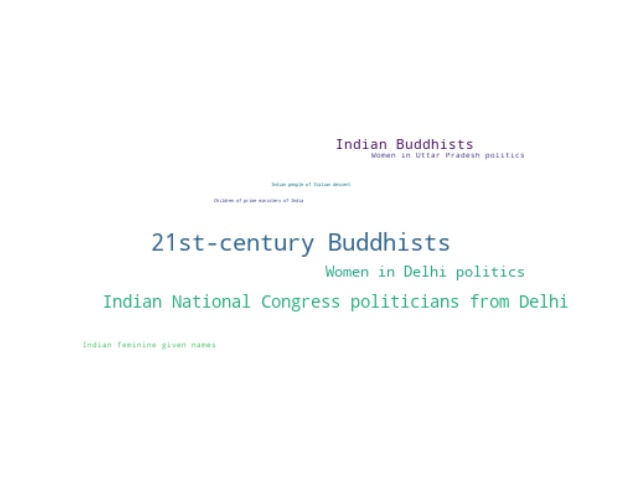 Indian Buddhists
Women in Uttar Pradesh politics
Indian people of Italian descent
Children of prime ministers of India
21st-century Buddhists
Women in Delhi politics
Indian National Congress politicians from Delhi
Indian feminine given names